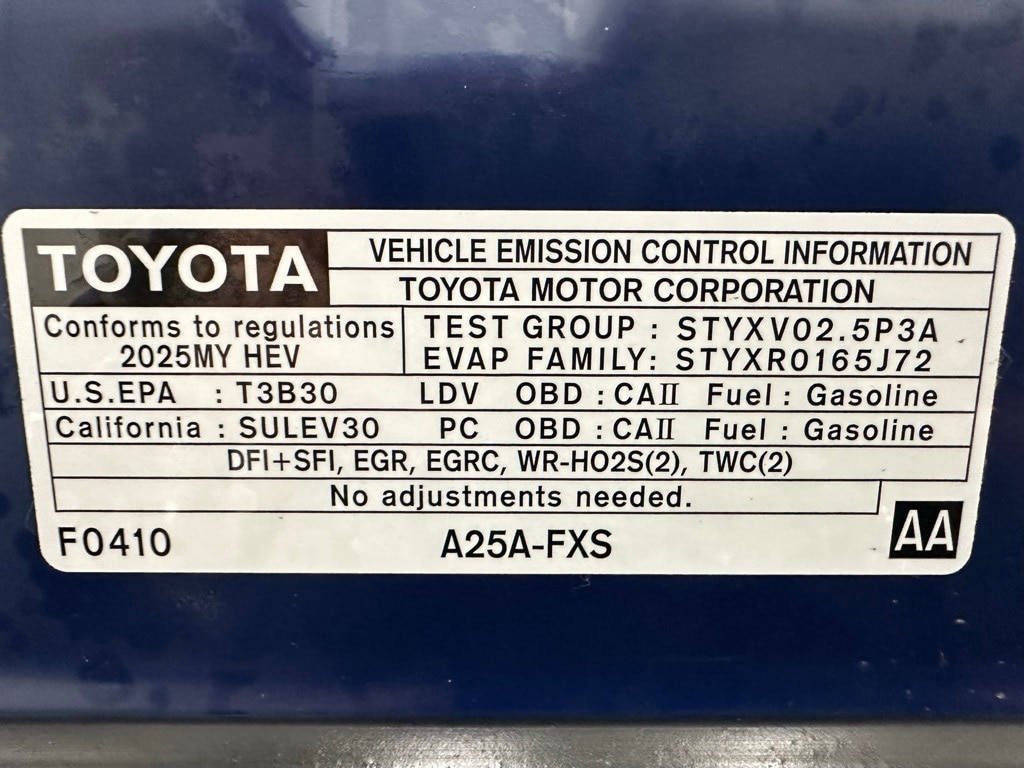 TOYOTA
VEHICLE EMISSION CONTROL INFORMATION
TOYOTA MOTOR CORPORATION
Conforms to regulations
2025MY HEV
TEST GROUP : STYXV02.5P3A
EVAP FAMILY: STYXR0165J72
U.S.EPA : T3B30 LDV OBD : CAII Fuel : Gasoline
California : SULEV30 PC OBD : CAII Fuel : Gasoline
DFI+SFI, EGR, EGRC, WR-HO2S(2), TWC(2)
No adjustments needed.
F0410 A25A-FXS AA